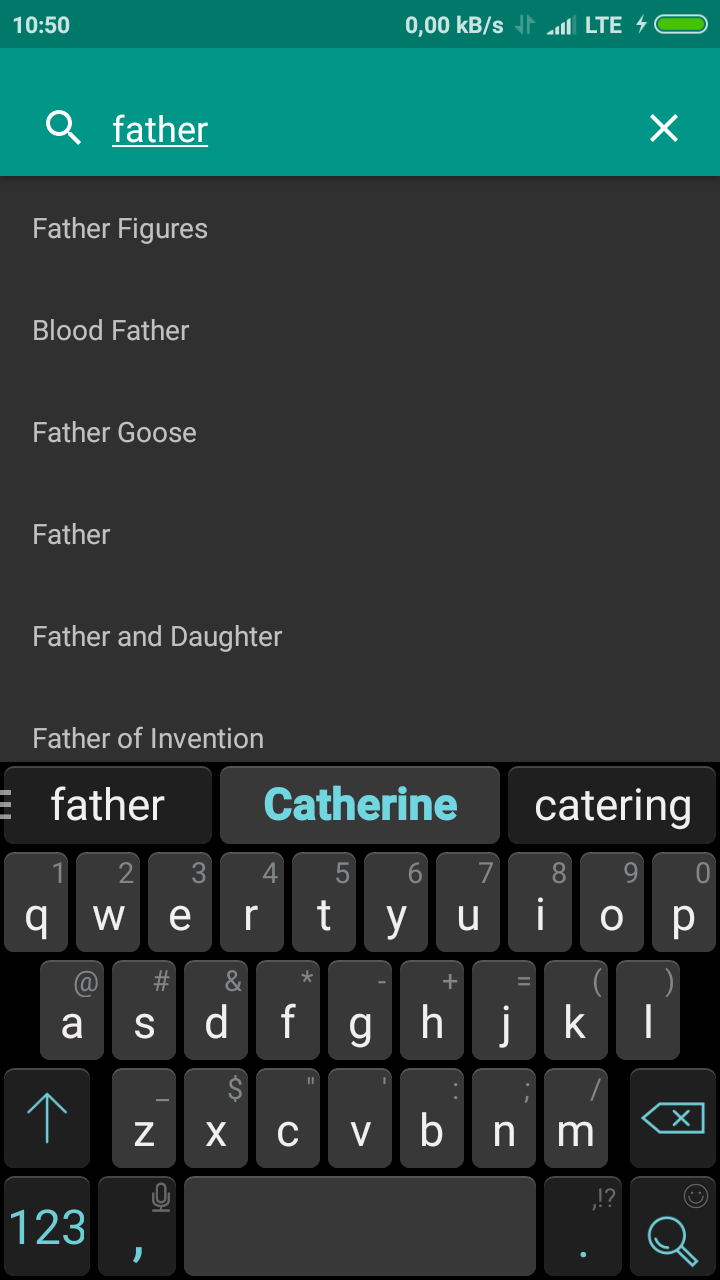 10:50 0,00 kB/s LTE
father
Father Figures
Blood Father
Father Goose
Father
Father and Daughter
Father of Invention
father Catherine catering
1 2 3 4 5 6 7 8 9 0
q w e r t y u i o p
@ # & * - + = ( )
a s d f g h j k l
_ $ " ' : ; /
z x c v b n m
,!?
123 , .